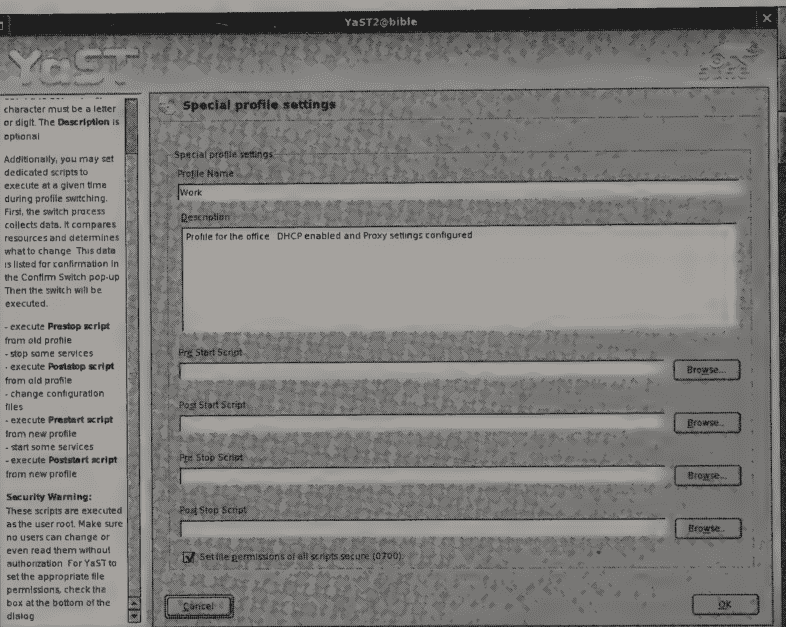 YaST2@bible
YaST
character must be a letter
or digit. The Description is
optional
Additionally, you may set
dedicated scripts to
execute at a given time
during profile switching.
First, the switch process
collects data. It compares
resources and determines
what to change This data
is listed for confirmation in
the Confirm Switch pop-up
Then the switch will be
executed.
- execute Prestop script
from old profile
- stop some services
- execute Poststop script
from old profile
- change configuration
files
- execute Prestart script
from new profile
- start some services
- execute Poststart script
from new profile
Security Warning:
These scripts are executed
as the user root. Make sure
no users can change or
even read them without
authorization For YaST to
set the appropriate file
permissions, check the
box at the bottom of the
dialog
Special profile settings
Special profile settings
Profile Name
Work
Description
Profile for the office DHCP enabled and Proxy settings configured
Pre Start Script
Browse...
Post Start Script
Browse..
Pre Stop Script
Browse...
Post Stop Script
Browse..
Set file permissions of all scripts secure (0700)
Cancel
OK